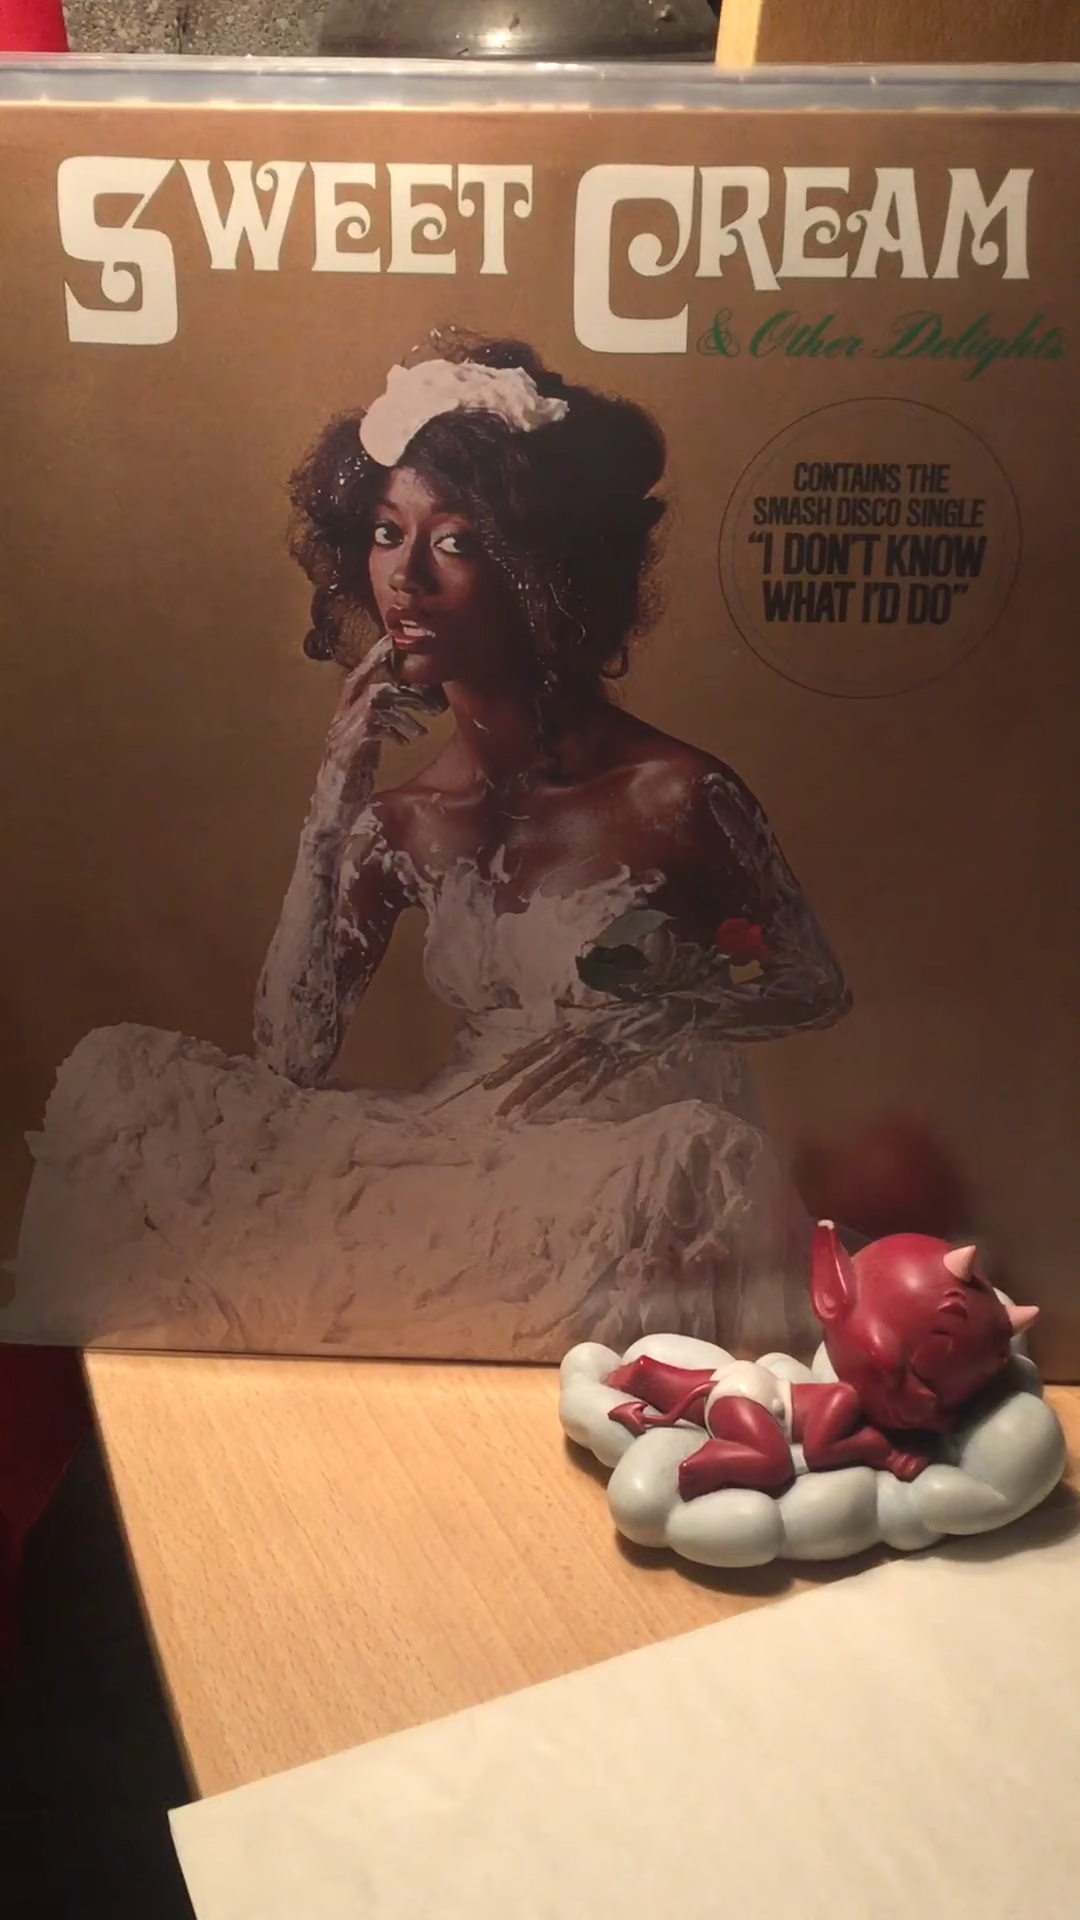 SWEET CREAM
& Other Delights
CONTAINS THE
SMASH DISCO SINGLE
"I DON'T KNOW
WHAT I'D DO"